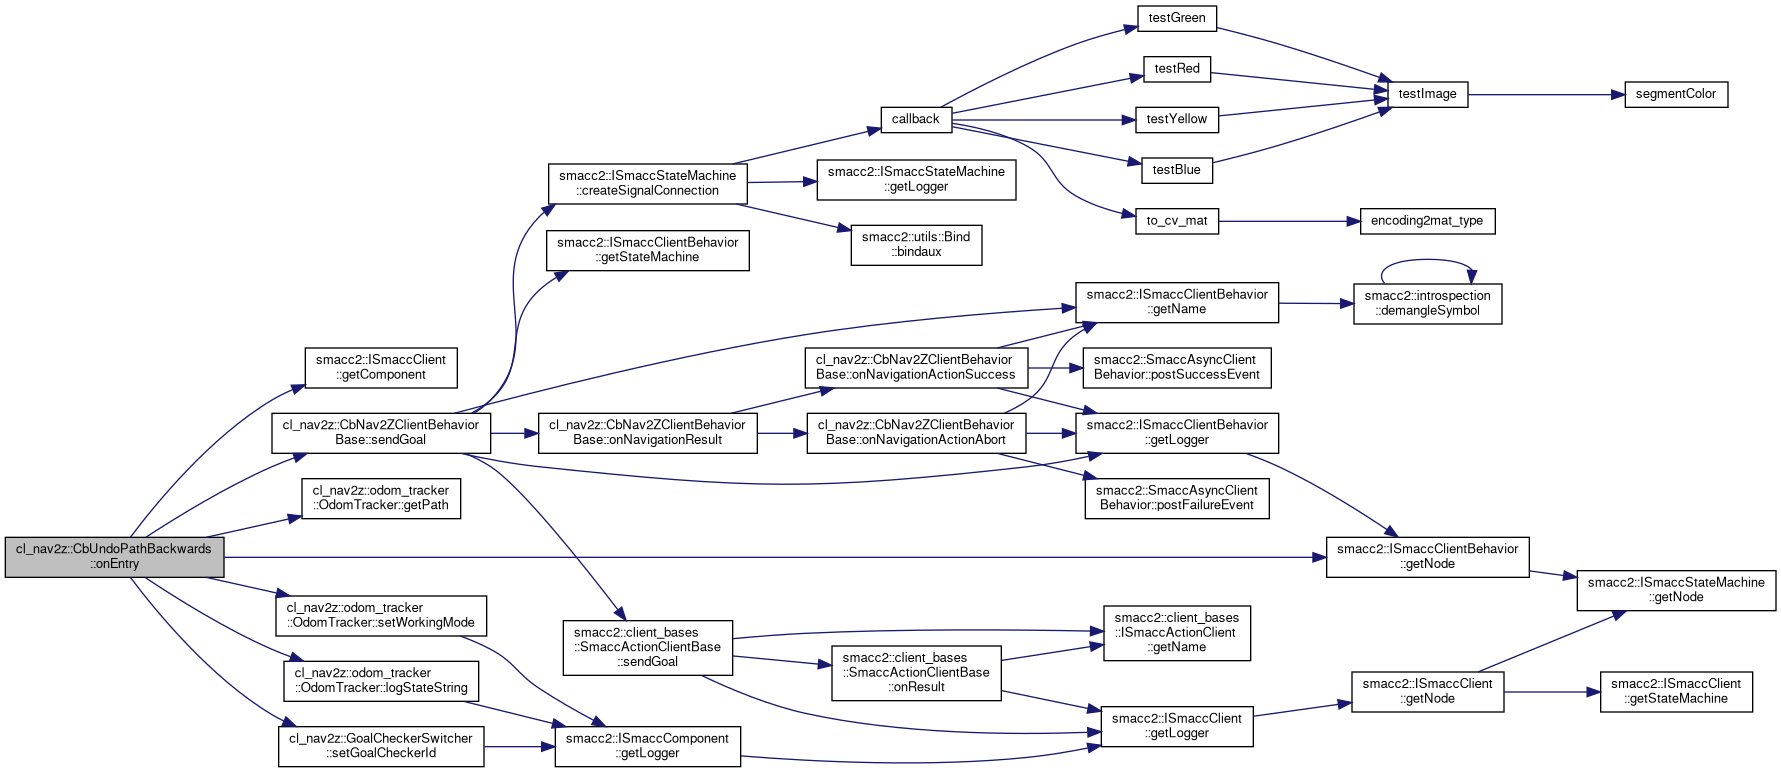 cl_nav2z::CbUndoPathBackwards
::onEntry
smacc2::ISmaccClient
::getComponent
cl_nav2z::CbNav2ZClientBehavior
Base::sendGoal
cl_nav2z::odom_tracker
::OdomTracker::getPath
cl_nav2z::odom_tracker
::OdomTracker::setWorkingMode
cl_nav2z::odom_tracker
::OdomTracker::logStateString
cl_nav2z::GoalCheckerSwitcher
::setGoalCheckerId
smacc2::ISmaccStateMachine
::createSignalConnection
smacc2::ISmaccClientBehavior
::getStateMachine
cl_nav2z::CbNav2ZClientBehavior
Base::onNavigationResult
smacc2::client_bases
::SmaccActionClientBase
::sendGoal
smacc2::ISmaccComponent
::getLogger
callback
smacc2::ISmaccStateMachine
::getLogger
smacc2::utils::Bind
::bindaux
cl_nav2z::CbNav2ZClientBehavior
Base::onNavigationActionSuccess
cl_nav2z::CbNav2ZClientBehavior
Base::onNavigationActionAbort
smacc2::client_bases
::SmaccActionClientBase
::onResult
testGreen
testRed
testYellow
testBlue
to_cv_mat
smacc2::ISmaccClientBehavior
::getName
smacc2::SmaccAsyncClient
Behavior::postSuccessEvent
smacc2::ISmaccClientBehavior
::getLogger
smacc2::SmaccAsyncClient
Behavior::postFailureEvent
smacc2::client_bases
::ISmaccActionClient
::getName
smacc2::ISmaccClient
::getLogger
testImage
encoding2mat_type
smacc2::introspection
::demangleSymbol
smacc2::ISmaccClientBehavior
::getNode
smacc2::ISmaccClient
::getNode
segmentColor
smacc2::ISmaccStateMachine
::getNode
smacc2::ISmaccClient
::getStateMachine